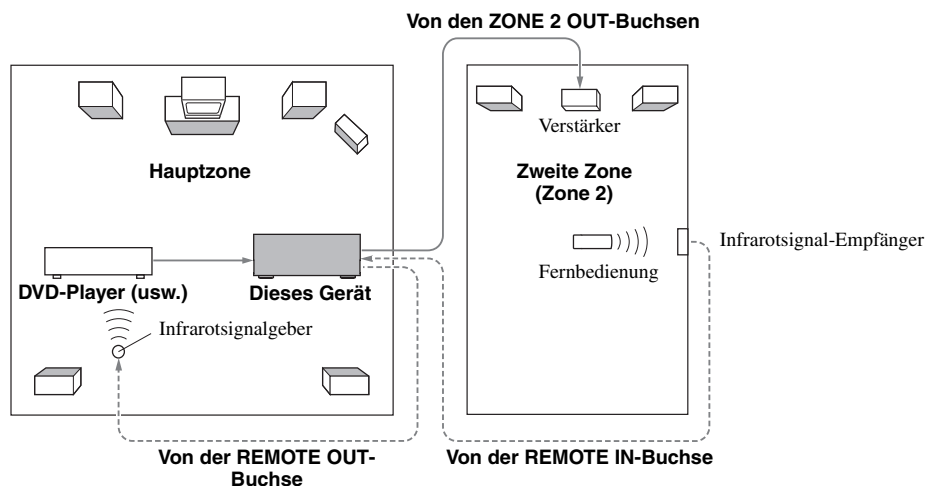 Von den ZONE 2 OUT-Buchsen
Verstärker
Hauptzone
Zweite Zone
(Zone 2)
Infrarotsignal-Empfänger
Fernbedienung
DVD-Player (usw.)
Dieses Gerät
Infrarotsignalgeber
Von der REMOTE OUT-
Buchse
Von der REMOTE IN-Buchse